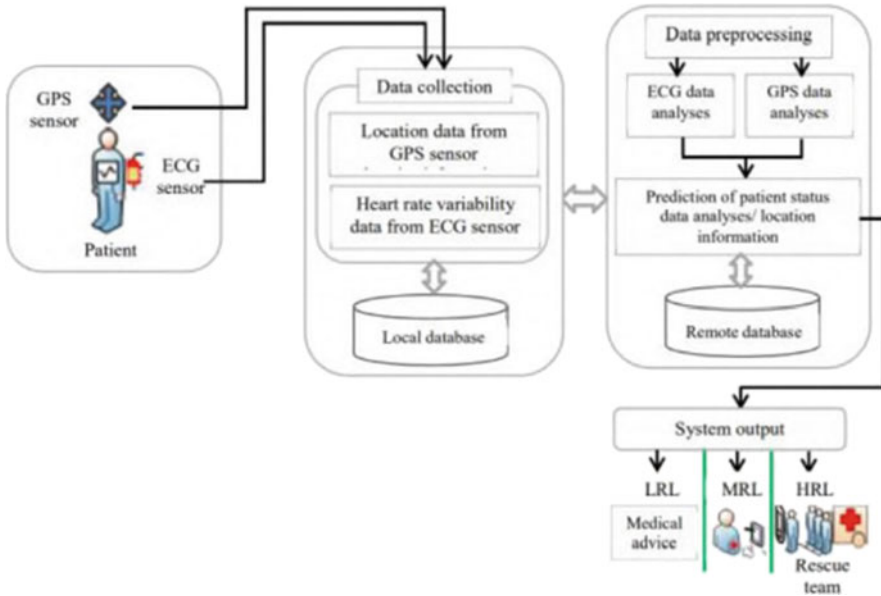 GPS
sensor
ECG
sensor
Patient
Data collection
Location data from
GPS sensor
Heart rate variability
data from ECG sensor
Local database
Data preprocessing
ECG data
analyses
GPS data
analyses
Prediction of patient status
data analyses/ location
information
Remote database
System output
LRL
MRL
HRL
Medical
advice
Rescue
team